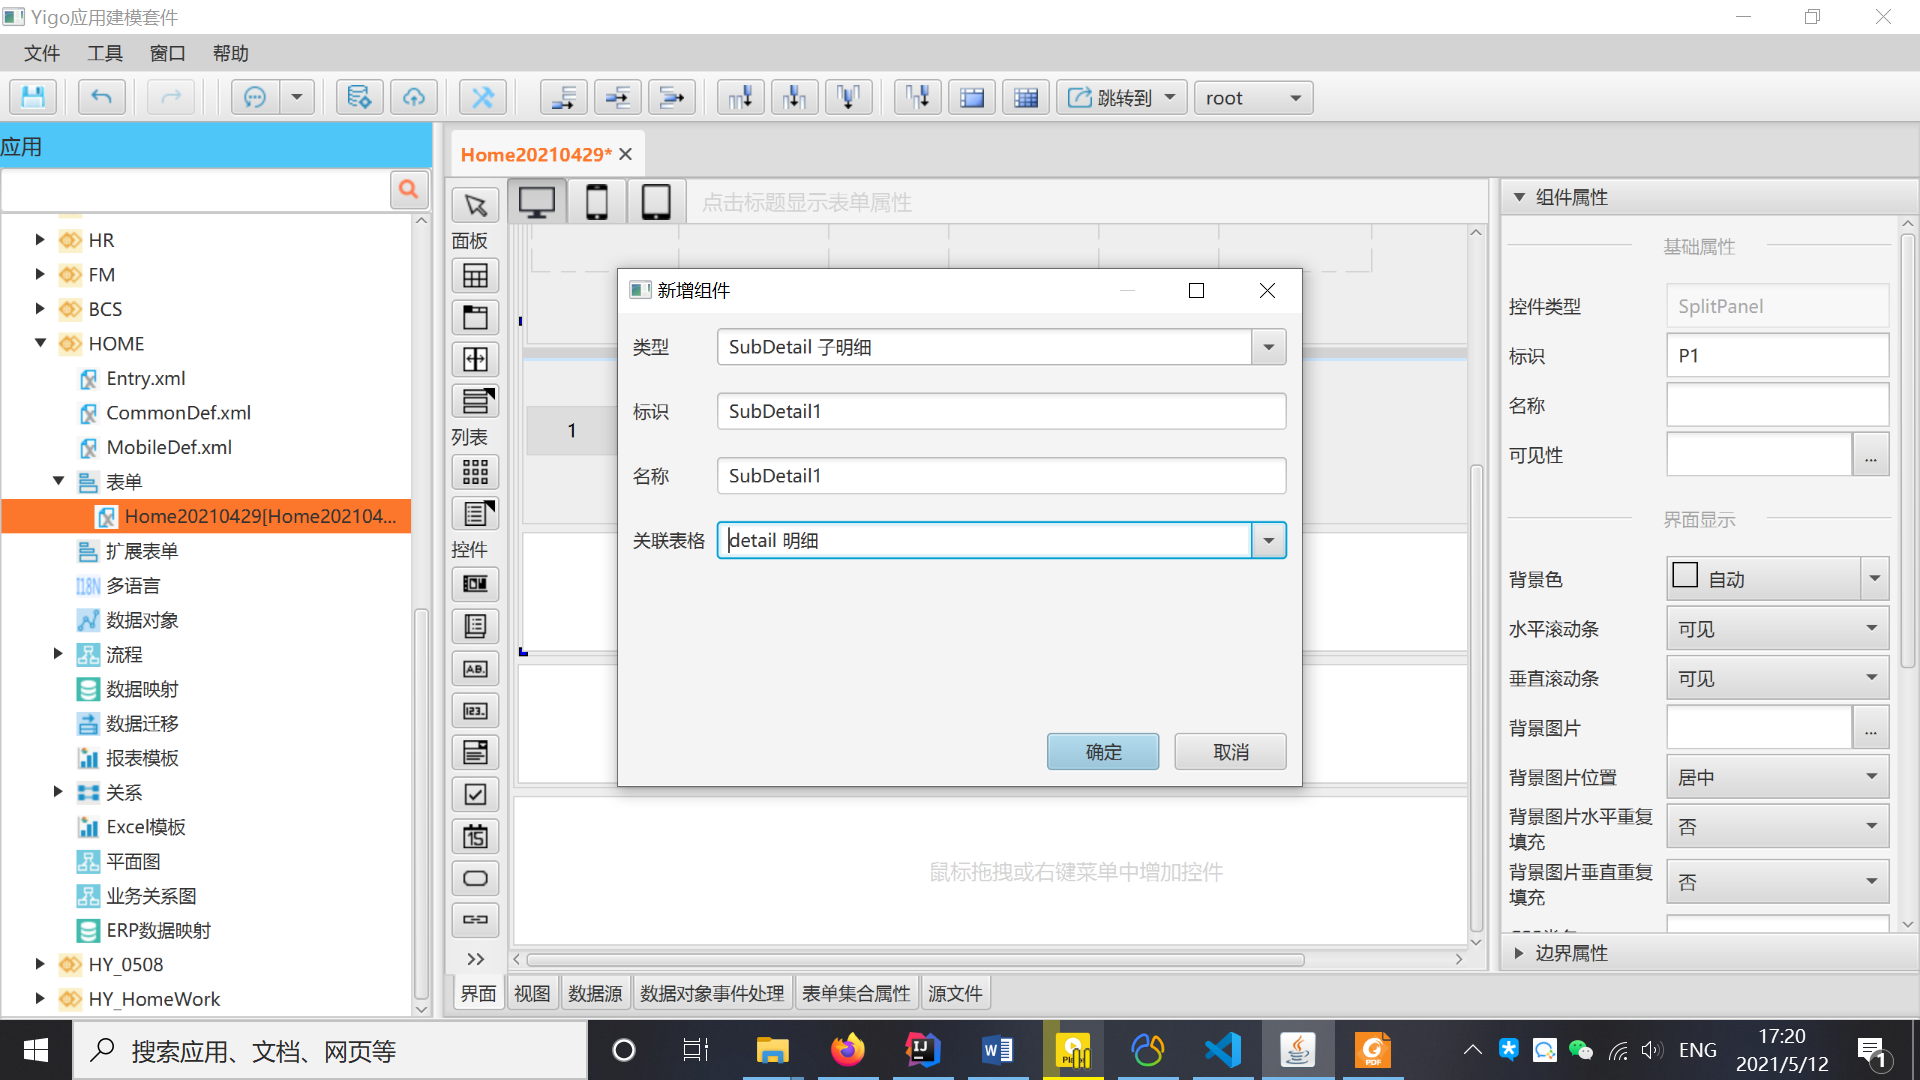 Yigo应用建模套件
文件 工具 窗口 帮助
跳转到 root
应用
HR
FM
BCS
HOME
Entry.xml
CommonDef.xml
MobileDef.xml
表单
Home20210429[Home202104...
扩展表单
I18N 多语言
数据对象
流程
数据映射
数据迁移
报表模板
关系
Excel模板
平面图
业务关系图
ERP数据映射
HY_0508
HY_HomeWork
Home20210429*
点击标题显示表单属性
面板
列表
控件
AB.
123..
15
1
鼠标拖拽或右键菜单中增加控件
界面 视图 数据源 数据对象事件处理 表单集合属性 源文件
新增组件
类型 SubDetail 子明细
标识 SubDetail1
名称 SubDetail1
关联表格 detail 明细
确定 取消
组件属性
基础属性
控件类型 SplitPanel
标识 P1
名称
可见性 ...
界面显示
背景色 自动
水平滚动条 可见
垂直滚动条 可见
背景图片 ...
背景图片位置 居中
背景图片水平重复
填充 否
背景图片垂直重复
填充 否
边界属性
搜索应用、文档、网页等
ENG
17:20
2021/5/12
1